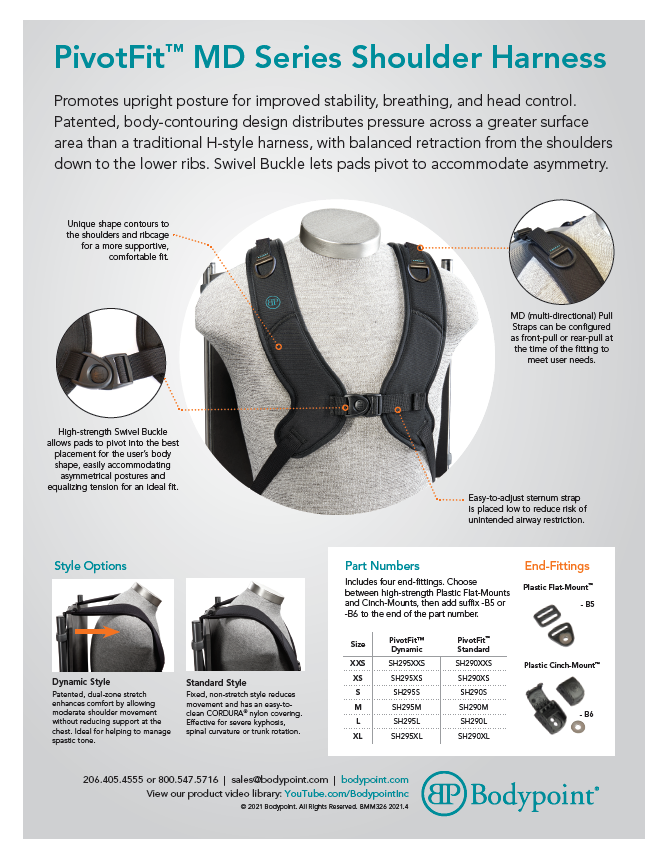 PivotFit™ MD Series Shoulder Harness
Promotes upright posture for improved stability, breathing, and head control.
Patented, body-contouring design distributes pressure across a greater surface
area than a traditional H-style harness, with balanced retraction from the shoulders
down to the lower ribs. Swivel Buckle lets pads pivot to accommodate asymmetry.
Unique shape contours to
the shoulders and ribcage
for a more supportive,
comfortable fit.
BP
MD (multi-directional) Pull
Straps can be configured
as front-pull or rear-pull at
the time of the fitting to
meet user needs.
High-strength Swivel Buckle
allows pads to pivot into the best
placement for the user's body
shape, easily accommodating
asymmetrical postures and
equalizing tension for an ideal fit.
Easy-to-adjust sternum strap
is placed low to reduce risk of
unintended airway restriction.
Style Options
Dynamic Style
Patented, dual-zone stretch
enhances comfort by allowing
moderate shoulder movement
without reducing support at the
chest. Ideal for helping to manage
spastic tone.
Standard Style
Fixed, non-stretch style reduces
movement and has an easy-to-
clean CORDURA® nylon covering.
Effective for severe kyphosis,
spinal curvature or trunk rotation.
Part Numbers
Includes four end-fittings. Choose
between high-strength Plastic Flat-Mounts
and Cinch-Mounts, then add suffix -B5 or
-B6 to the end of the part number.
Size PivotFit™ Dynamic PivotFit™ Standard
XXS SH295XXS SH290XXS
XS SH295XS SH290XS
S SH295S SH290S
M SH295M SH290M
L SH295L SH290L
XL SH295XL SH290XL
End-Fittings
Plastic Flat-Mount™
- B5
Plastic Cinch-Mount™
- B6
206.405.4555 or 800.547.5716 | sales@bodypoint.com | bodypoint.com
View our product video library: YouTube.com/BodypointInc
© 2021 Bodypoint. All Rights Reserved. BMM326 2021.4
BP Bodypoint®